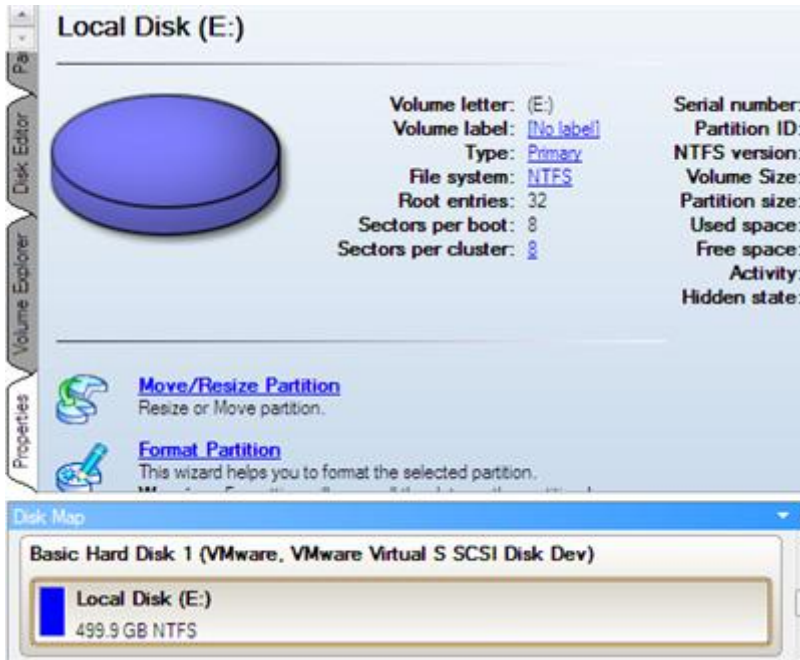 Local Disk (E:)
Pa
Disk Editor
Volume Explorer
Properties
Volume letter: (E:)
Volume label: [No label]
Type: Primary
File system: NTFS
Root entries: 32
Sectors per boot: 8
Sectors per cluster: 8
Serial number:
Partition ID:
NTFS version:
Volume Size:
Partition size:
Used space:
Free space:
Activity:
Hidden state:
Move/Resize Partition
Resize or Move partition.
Format Partition
This wizard helps you to format the selected partition.
Disk Map
Basic Hard Disk 1 (VMware, VMware Virtual S SCSI Disk Dev)
Local Disk (E:)
499.9 GB NTFS